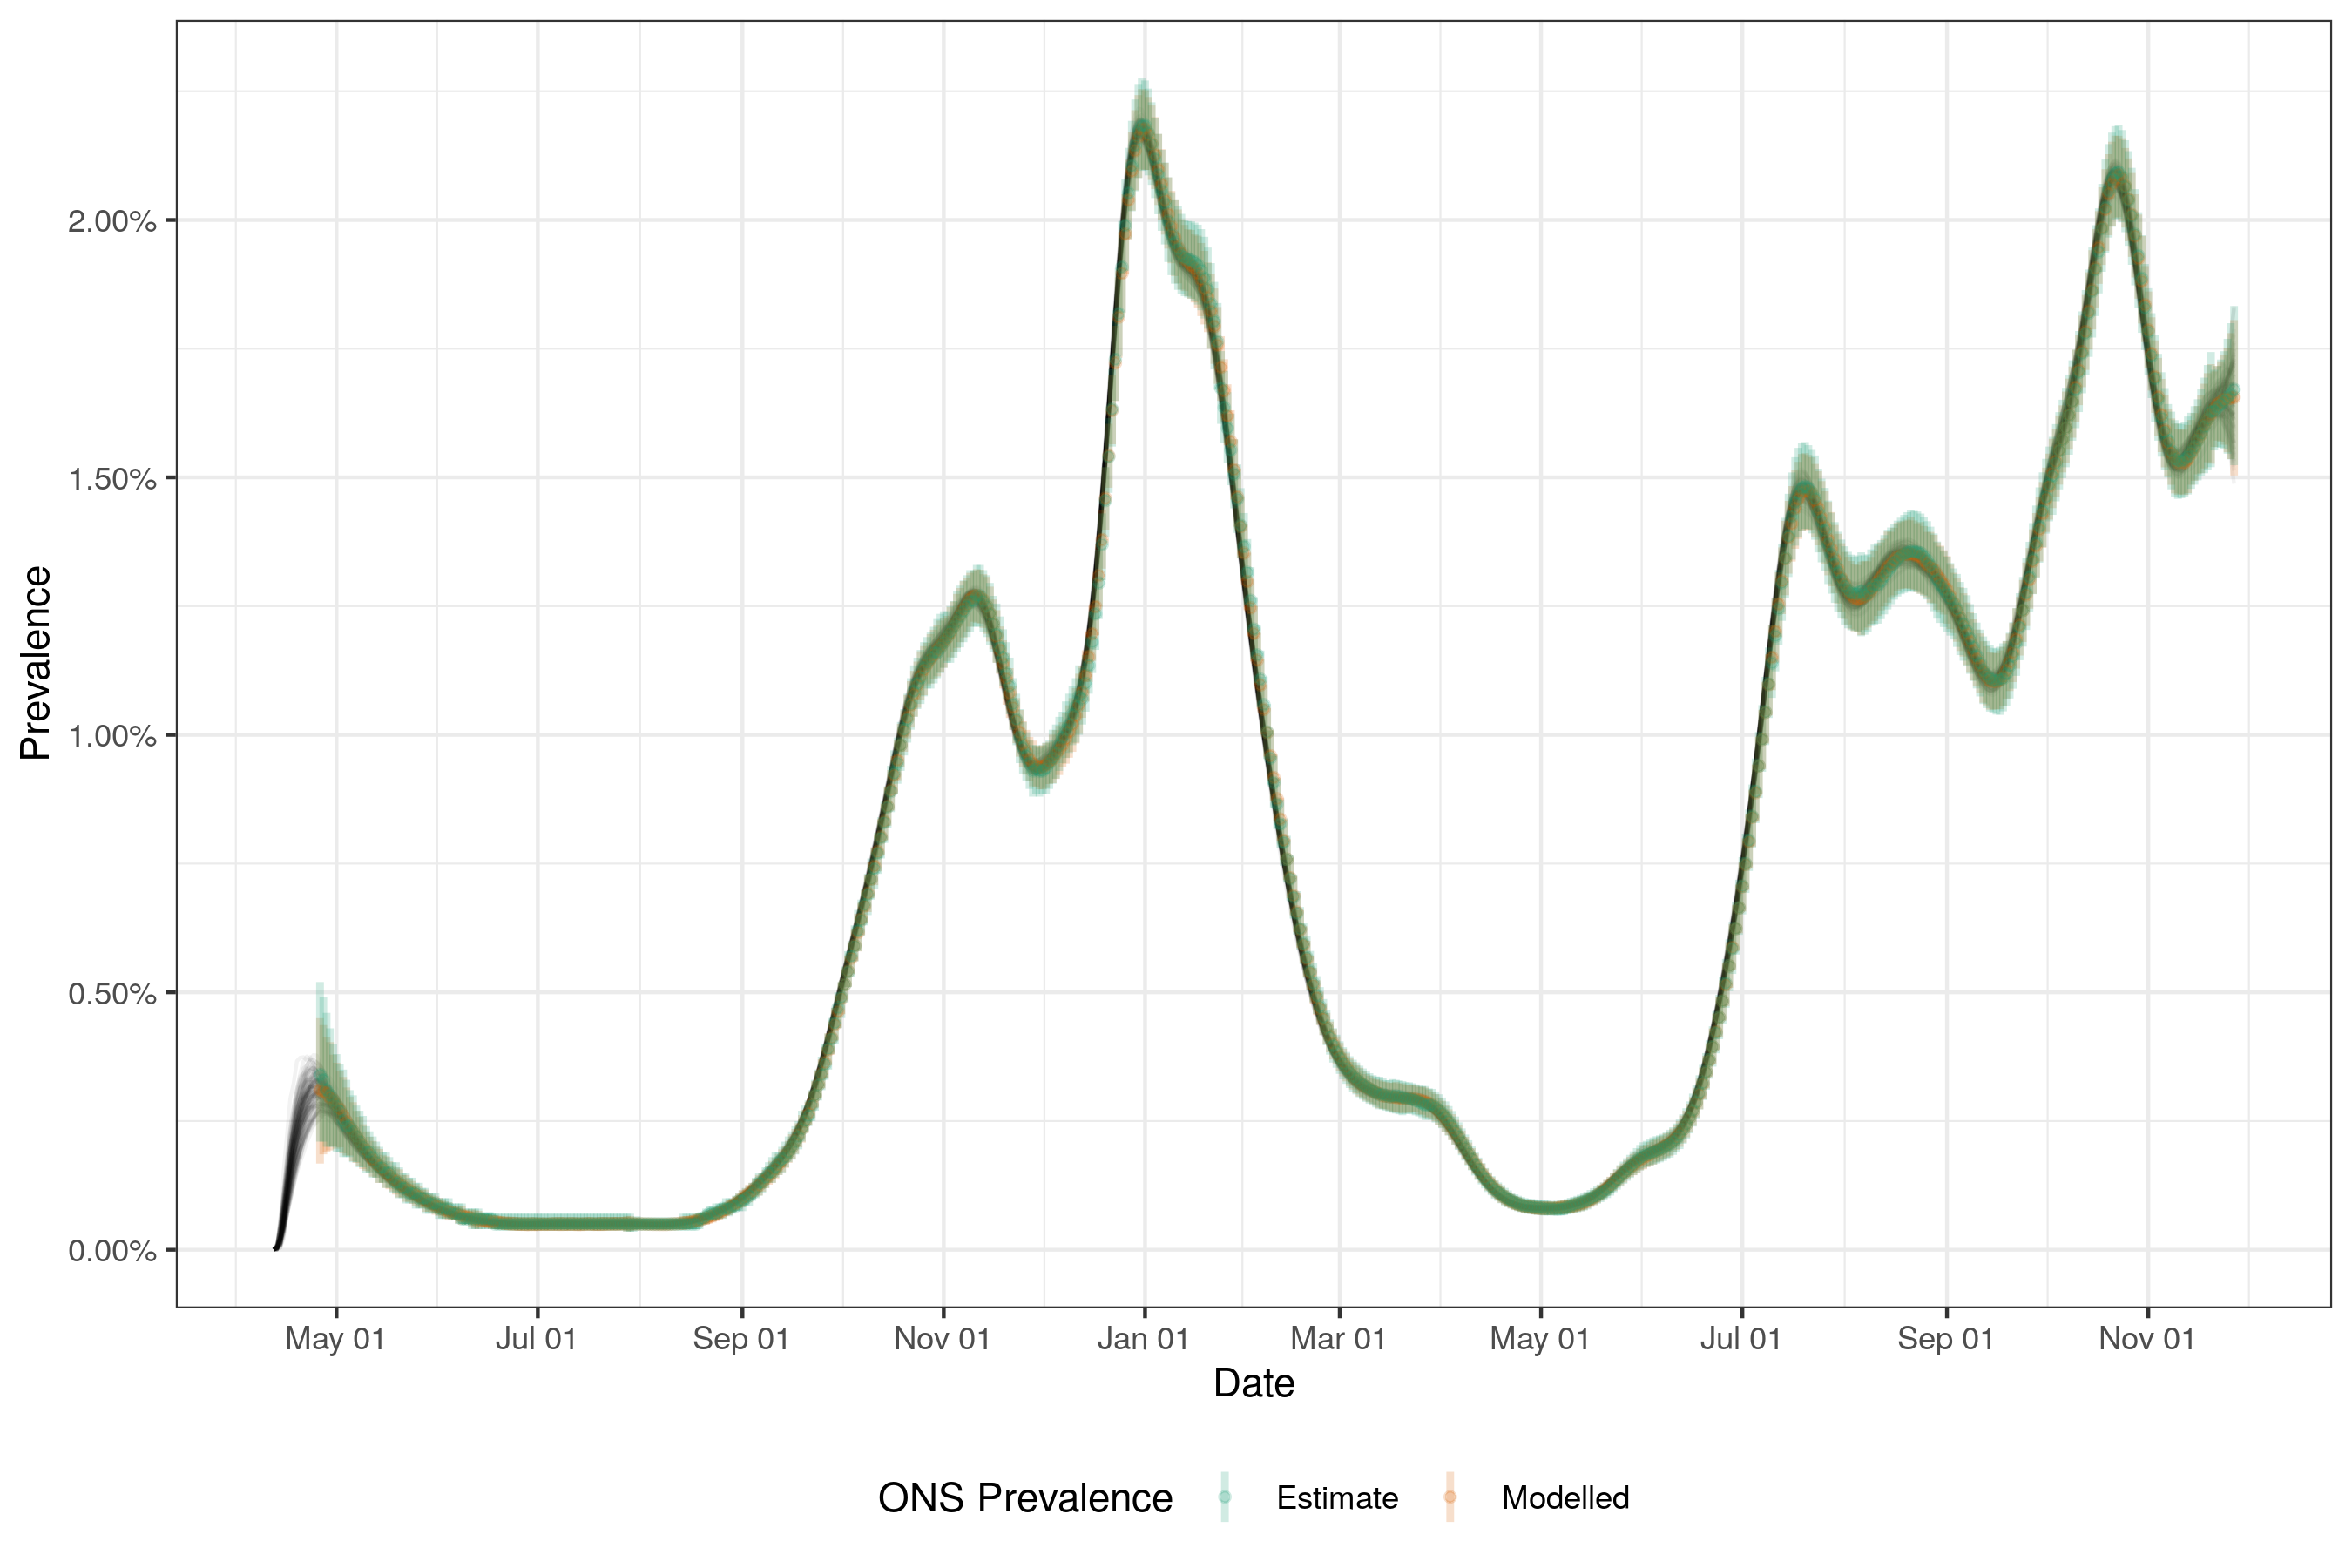 Prevalence
2.00%
1.50%
1.00%
0.50%
0.00%
May 01 Jul 01 Sep 01 Nov 01 Jan 01 Mar 01 May 01 Jul 01 Sep 01 Nov 01
Date
ONS Prevalence Estimate Modelled